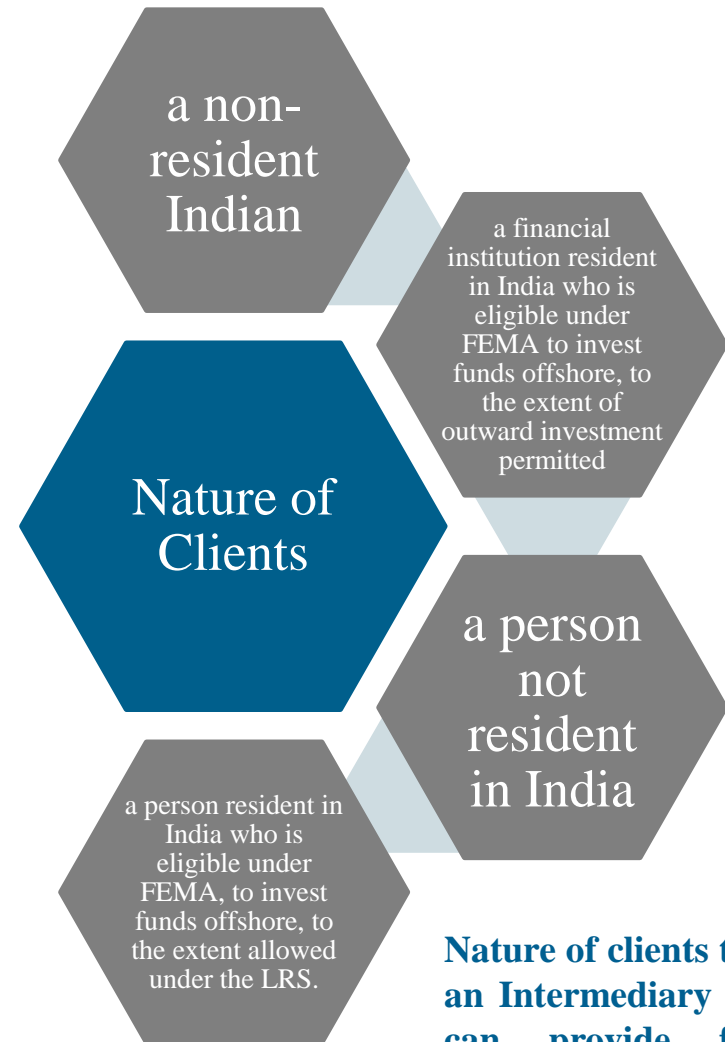 a non-
resident
Indian
a financial
institution resident
in India who is
eligible under
FEMA to invest
funds offshore, to
the extent of
outward investment
permitted
Nature of
Clients
a person
not
resident
in India
a person resident in
India who is
eligible under
FEMA, to invest
funds offshore, to
the extent allowed
under the LRS.
Nature of clients
an Intermediary
can provide